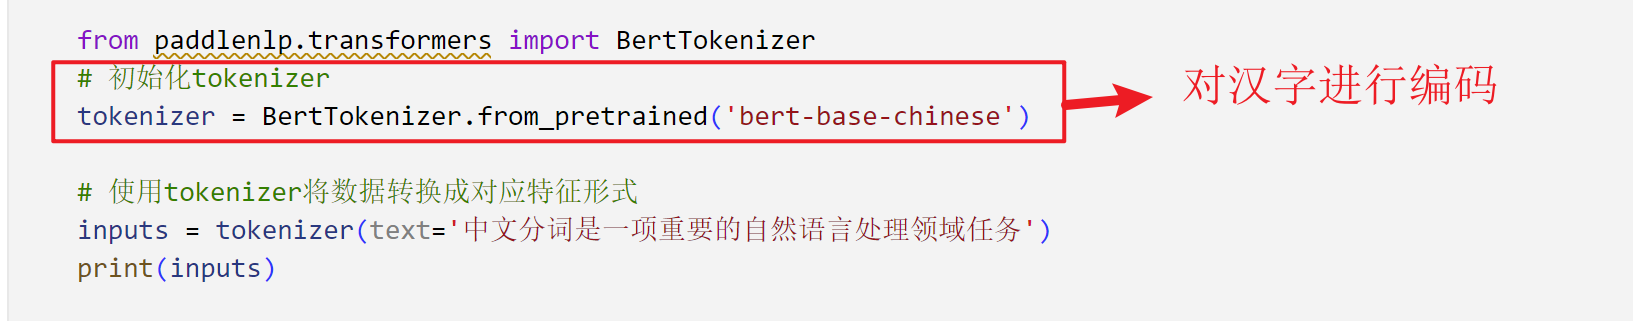 from paddlenlp.transformers import BertTokenizer
# 初始化tokenizer
tokenizer = BertTokenizer.from_pretrained('bert-base-chinese')
对汉字进行编码
# 使用tokenizer将数据转换成对应特征形式
inputs = tokenizer(text='中文分词是一项重要的自然语言处理领域任务')
print(inputs)